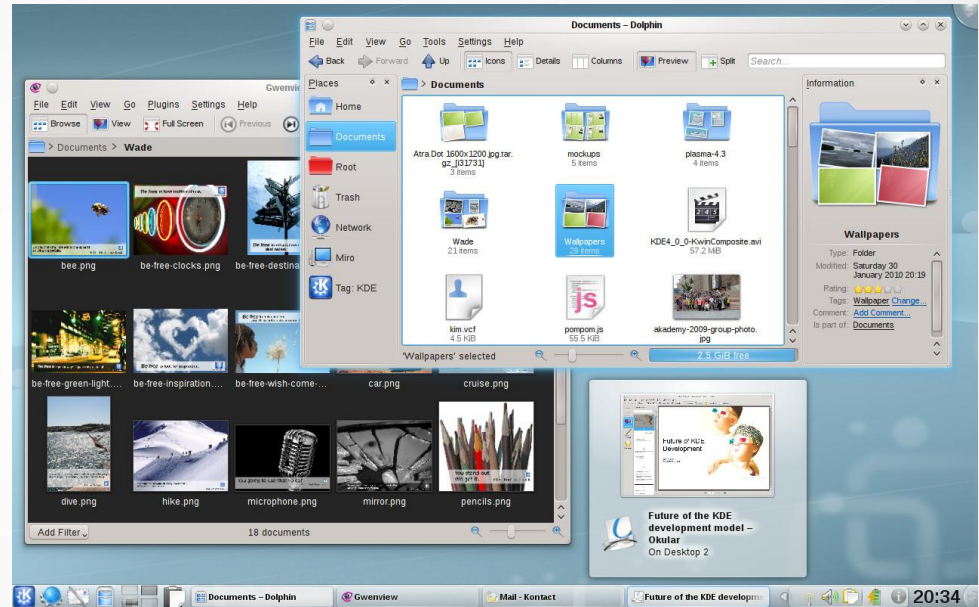 Documents – Dolphin
File Edit View Go Tools Settings Help
Back Forward Up Icons Details Columns Preview Split Search...
Places
Home
Documents
Root
Trash
Network
Miro
Tag: KDE
> Documents
Atra Dot 1600x1200.jpg.tar.
gz_[i31731]
3 items
mockups
5 items
plasma-4.3
4 items
Wade
21 items
Wallpapers
29 items
KDE4_0_0-KwinComposite.avi
57.2 MiB
kim.vcf
4.5 KiB
js
pompom.js
55.5 KiB
akademy-2009-group-photo.
jpg
'Wallpapers' selected
2.5 GiB free
Information
Wallpapers
Type: Folder
Modified: Saturday 30
January 2010 20:19
Rating:
Tags: Wallpaper Change...
Comment: Add Comment...
Is part of: Documents
Gwenvie
File Edit View Go Plugins Settings Help
Browse View Full Screen Previous
> Documents > Wade
bee.png
be-free-clocks.png
be-free-destina
be-free-green-light....
be-free-inspiration....
be-free-wish-come-...
car.png
cruise.png
dive.png
hike.png
microphone.png
mirror.png
pencils.png
Add Filter
18 documents
Future of KDE
Development
Future of the KDE
development model –
Okular
On Desktop 2
Documents – Dolphin
Gwenview
Mail - Kontact
Future of the KDE developme
20:34